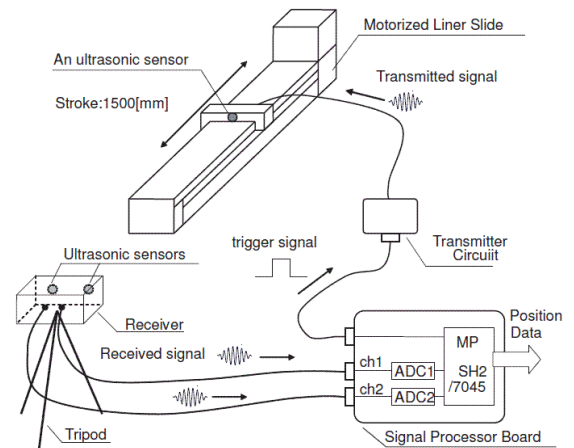 Motorized Liner Slide
An ultrasonic sensor
Transmitted signal
Stroke:1500[mm]
trigger signal
Transmitter
Circuiit
Ultrasonic sensors
Receiver
Received signal
Position
Data
MP
ch1
ADC1
SH2
/7045
ch2
ADC2
Tripod
Signal Processor Board